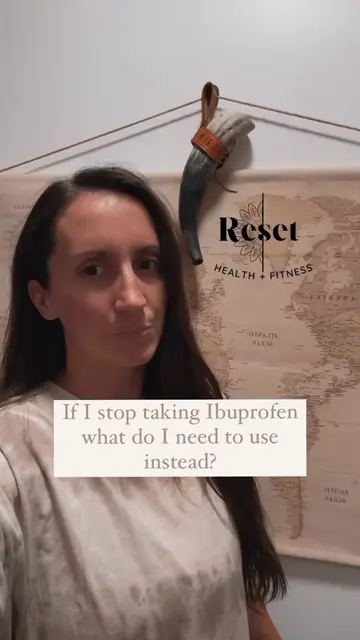 Reset
HEALTH + FITNESS
If I stop taking Ibuprofen
what do I need to use
instead?